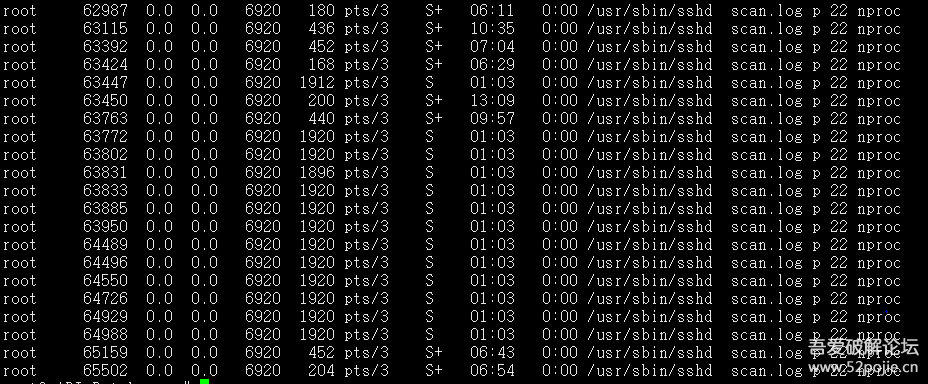 root 62987 0.0 0.0 6920 180 pts/3 S+ 06:11 0:00 /usr/sbin/sshd scan.log p 22 nproc
root 63115 0.0 0.0 6920 436 pts/3 S+ 10:35 0:00 /usr/sbin/sshd scan.log p 22 nproc
root 63392 0.0 0.0 6920 452 pts/3 S+ 07:04 0:00 /usr/sbin/sshd scan.log p 22 nproc
root 63424 0.0 0.0 6920 168 pts/3 S+ 06:29 0:00 /usr/sbin/sshd scan.log p 22 nproc
root 63447 0.0 0.0 6920 1912 pts/3 S 01:03 0:00 /usr/sbin/sshd scan.log p 22 nproc
root 63450 0.0 0.0 6920 200 pts/3 S+ 13:09 0:00 /usr/sbin/sshd scan.log p 22 nproc
root 63763 0.0 0.0 6920 440 pts/3 S+ 09:57 0:00 /usr/sbin/sshd scan.log p 22 nproc
root 63772 0.0 0.0 6920 1920 pts/3 S 01:03 0:00 /usr/sbin/sshd scan.log p 22 nproc
root 63802 0.0 0.0 6920 1920 pts/3 S 01:03 0:00 /usr/sbin/sshd scan.log p 22 nproc
root 63831 0.0 0.0 6920 1896 pts/3 S 01:03 0:00 /usr/sbin/sshd scan.log p 22 nproc
root 63833 0.0 0.0 6920 1920 pts/3 S 01:03 0:00 /usr/sbin/sshd scan.log p 22 nproc
root 63885 0.0 0.0 6920 1920 pts/3 S 01:03 0:00 /usr/sbin/sshd scan.log p 22 nproc
root 63950 0.0 0.0 6920 1920 pts/3 S 01:03 0:00 /usr/sbin/sshd scan.log p 22 nproc
root 64489 0.0 0.0 6920 1920 pts/3 S 01:03 0:00 /usr/sbin/sshd scan.log p 22 nproc
root 64496 0.0 0.0 6920 1920 pts/3 S 01:03 0:00 /usr/sbin/sshd scan.log p 22 nproc
root 64550 0.0 0.0 6920 1920 pts/3 S 01:03 0:00 /usr/sbin/sshd scan.log p 22 nproc
root 64726 0.0 0.0 6920 1920 pts/3 S 01:03 0:00 /usr/sbin/sshd scan.log p 22 nproc
root 64929 0.0 0.0 6920 1920 pts/3 S 01:03 0:00 /usr/sbin/sshd scan.log p 22 nproc
root 64988 0.0 0.0 6920 1920 pts/3 S 01:03 0:00 /usr/sbin/sshd scan.log p 22 nproc
root 65159 0.0 0.0 6920 452 pts/3 S+ 06:43 0:00 /usr/sbin/sshd scan.log p 22 nproc
root 65502 0.0 0.0 6920 204 pts/3 S+ 06:54 0:00 /usr/sbin/sshd scan.log p 22 nproc
吾爱破解论坛
www.52pojie.cn